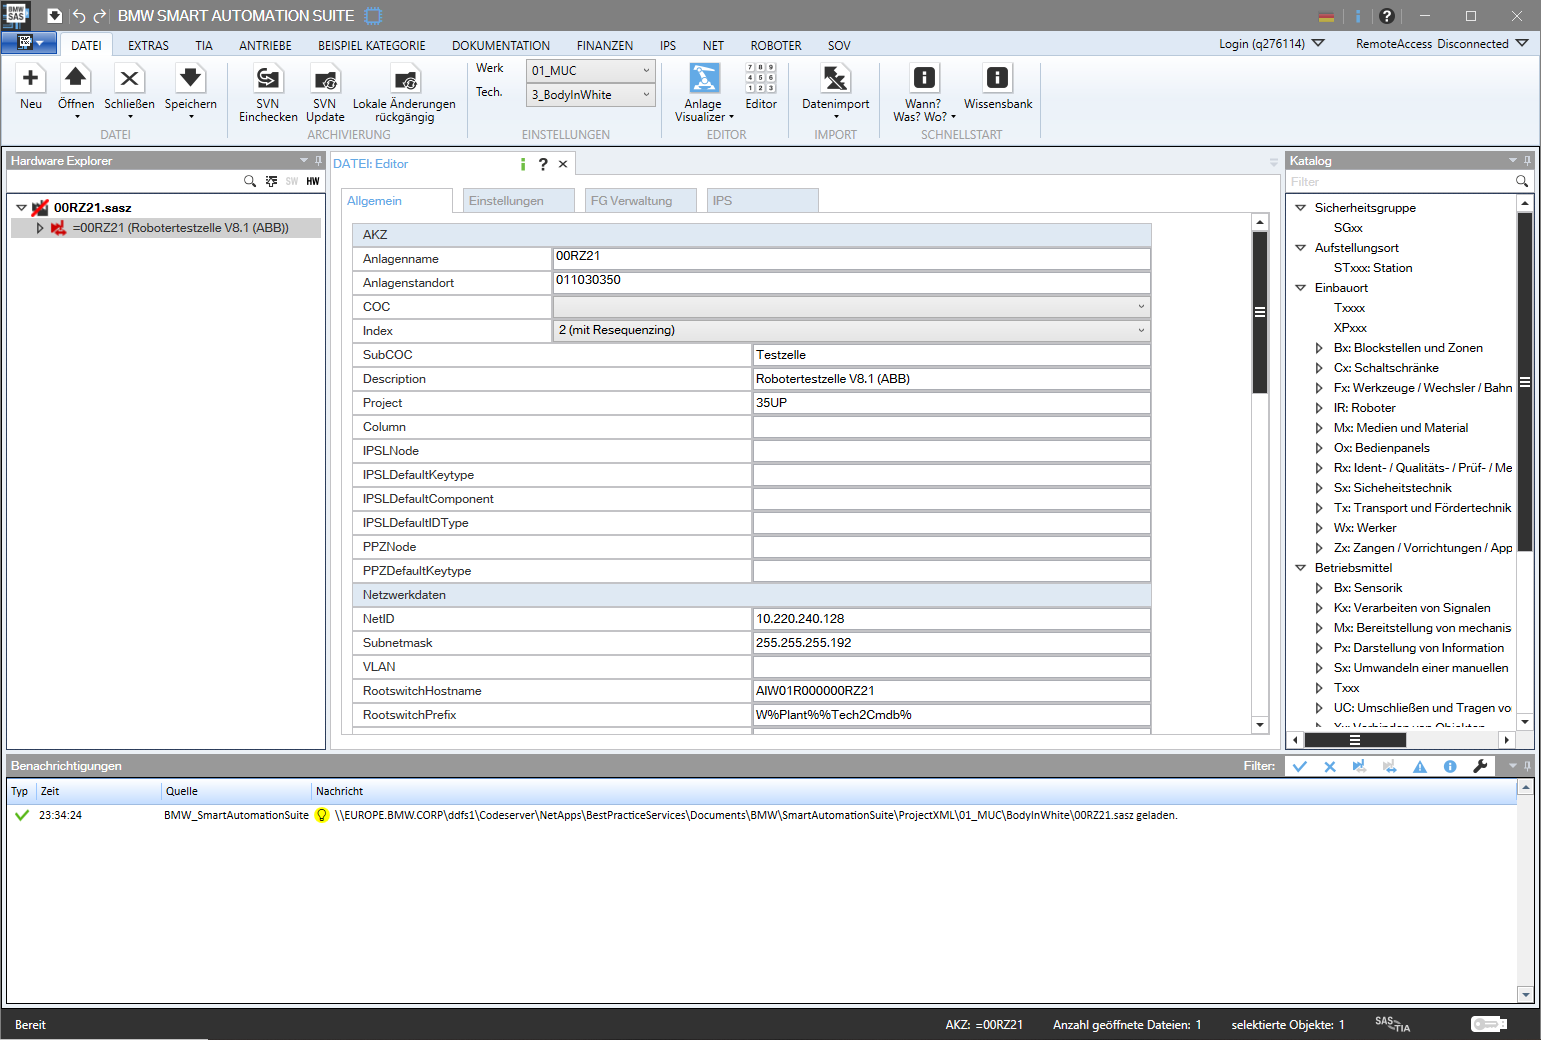 BMW SAS
BMW SMART AUTOMATION SUITE
DATEI EXTRAS TIA ANTRIEBE BEISPIEL KATEGORIE DOKUMENTATION FINANZEN IPS NET ROBOTER SOV
Login (q276114) RemoteAccess Disconnected
Neu Öffnen Schließen Speichern
DATEI
SVN Einchecken
SVN Update
Lokale Änderungen rückgängig
ARCHIVIERUNG
Werk 01_MUC
Tech. 3_BodyInWhite
EINSTELLUNGEN
Anlage Visualizer
Editor
EDITOR
Datenimport
IMPORT
Wann? Was? Wo?
Wissensbank
SCHNELLSTART
Hardware Explorer
SW HW
00RZ21.sasz
=00RZ21 (Robotertestzelle V8.1 (ABB))
DATEI: Editor
Allgemein Einstellungen FG Verwaltung IPS
AKZ
Anlagenname 00RZ21
Anlagenstandort 011030350
COC
Index 2 (mit Resequenzing)
SubCOC Testzelle
Description Robotertestzelle V8.1 (ABB)
Project 35UP
Column
IPSLNode
IPSLDefaultKeytype
IPSLDefaultComponent
IPSLDefaultIDType
PPZNode
PPZDefaultKeytype
Netzwerkdaten
NetID 10.220.240.128
Subnetmask 255.255.255.192
VLAN
RootswitchHostname AIW01R000000RZ21
RootswitchPrefix W%Plant%%Tech2Cmdb%
Katalog
Filter
Sicherheitsgruppe
SGxx
Aufstellungsort
STxxx: Station
Einbauort
Txxxx
XPxxx
Bx: Blockstellen und Zonen
Cx: Schaltschränke
Fx: Werkzeuge / Wechsler / Bahn
IR: Roboter
Mx: Medien und Material
Ox: Bedienpanels
Rx: Ident- / Qualitäts- / Prüf- / Me
Sx: Sicheheitstechnik
Tx: Transport und Fördertechnik
Wx: Werker
Zx: Zangen / Vorrichtungen / App
Betriebsmittel
Bx: Sensorik
Kx: Verarbeiten von Signalen
Mx: Bereitstellung von mechanis
Px: Darstellung von Information
Sx: Umwandeln einer manuellen
Txxx
UC: Umschließen und Tragen vo
Benachrichtigungen Filter:
Typ Zeit Quelle Nachricht
23:34:24 BMW_SmartAutomationSuite \\EUROPE.BMW.CORP\ddfs1\Codeserver\NetApps\BestPracticeServices\Documents\BMW\SmartAutomationSuite\ProjectXML\01_MUC\BodyInWhite\00RZ21.sasz geladen.
Bereit AKZ: =00RZ21 Anzahl geöffnete Dateien: 1 selektierte Objekte: 1 SAS TIA